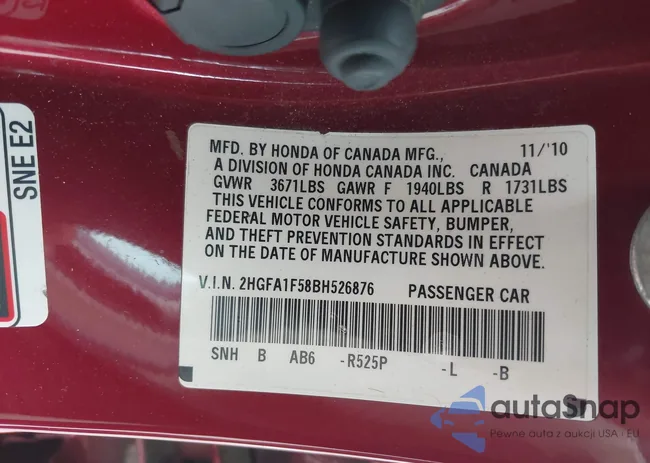 SNE E2
MFD. BY HONDA OF CANADA MFG., 11/'10
A DIVISION OF HONDA CANADA INC. CANADA
GVWR 3671LBS GAWR F 1940LBS R 1731LBS
THIS VEHICLE CONFORMS TO ALL APPLICABLE
FEDERAL MOTOR VEHICLE SAFETY, BUMPER,
AND THEFT PREVENTION STANDARDS IN EFFECT
ON THE DATE OF MANUFACTURE SHOWN ABOVE.
V.I.N. 2HGFA1F58BH526876 PASSENGER CAR
SNH B AB6 -R525P -L -B
autaSnap
Pewne auta z aukcji USA · EU